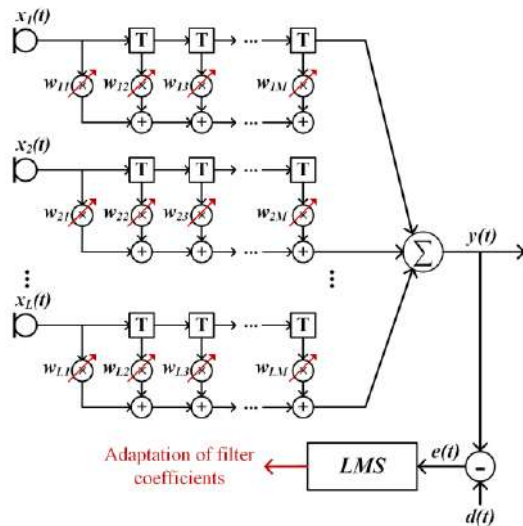 x1(t)
T T ... T
w11 w12 w13 w1M
+ + ... +
x2(t)
T T ... T
w21 w22 w23 w2M
+ + ... +
Σ y(t)
xL(t)
T T ... T
wL1 wL2 wL3 wLM
+ + ... +
Adaptation of filter
coefficients
LMS
e(t)
-
d(t)